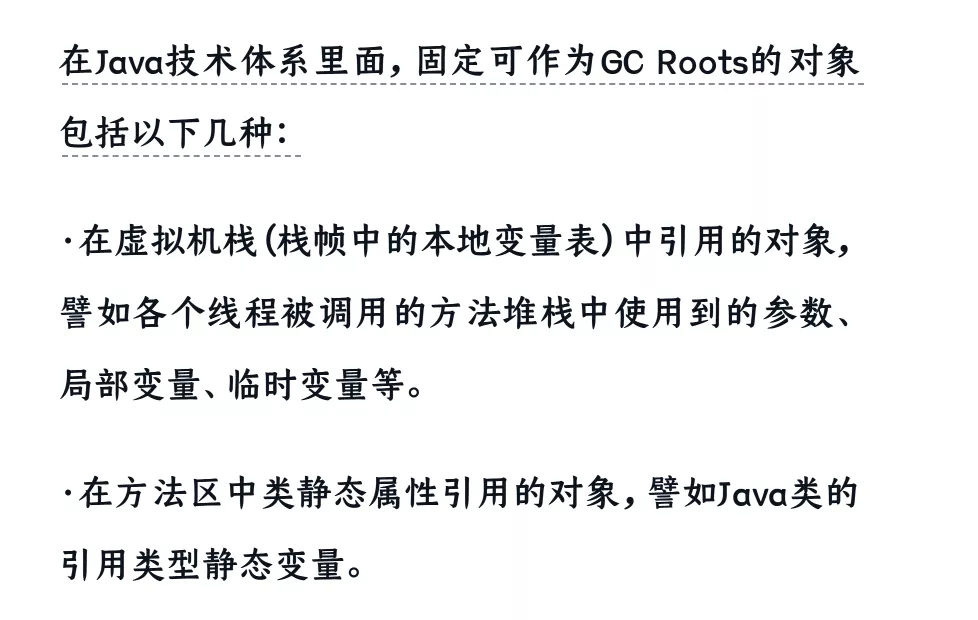 在Java技术体系里面，固定可作为GC Roots的对象
包括以下几种：
·在虚拟机栈(栈帧中的本地变量表)中引用的对象，
譬如各个线程被调用的方法堆栈中使用到的参数、
局部变量、临时变量等。
·在方法区中类静态属性引用的对象，譬如Java类的
引用类型静态变量。